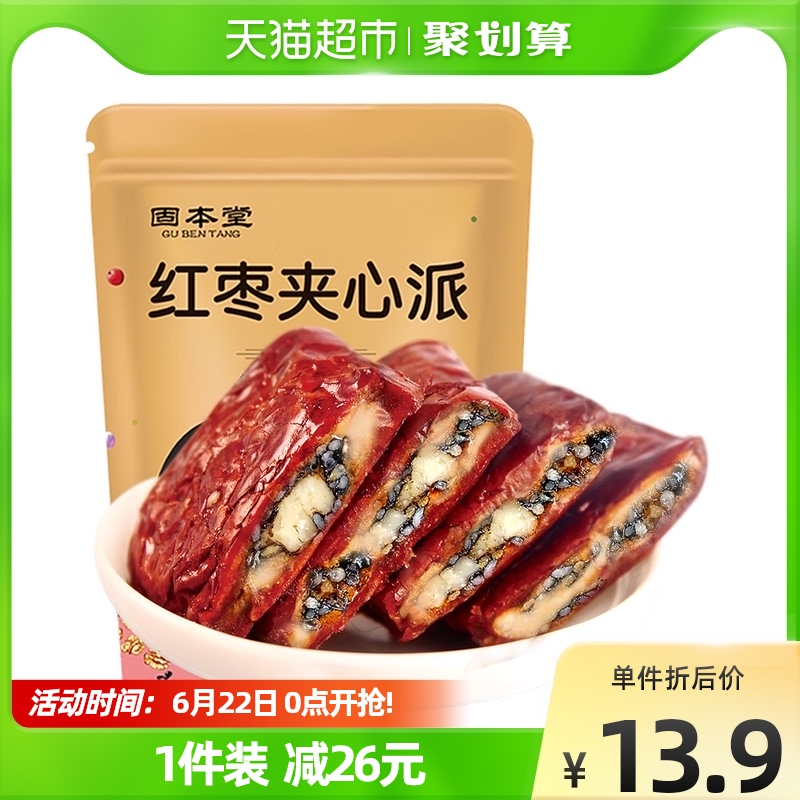 天猫超市 聚划算
固本堂
GU BEN TANG
红枣夹心派
活动时间：6月22日 0点开抢!
单件折后价
1件装 减26元
¥13.9